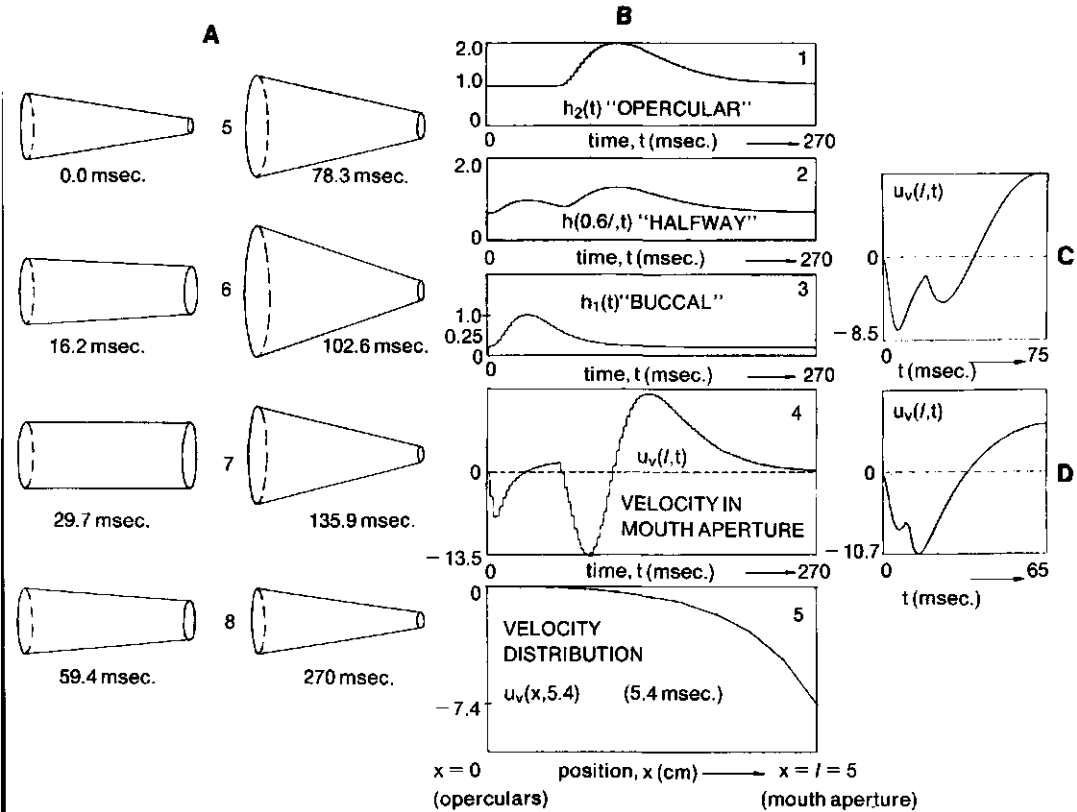 A
0.0 msec.
16.2 msec.
29.7 msec.
59.4 msec.
5
78.3 msec.
6
102.6 msec.
7
135.9 msec.
8
270 msec.
B
2.0
1.0
0
1
h₂(t) "OPERCULAR"
0
time, t (msec.)
270
2.0
0
2
h(0.6l,t) "HALFWAY"
0
time, t (msec.)
270
3
h₁(t) "BUCCAL"
1.0
0.25
0
0
time, t (msec.)
270
4
uᵥ(l,t)
0
VELOCITY IN
MOUTH APERTURE
−13.5
0
time, t (msec.)
270
0
5
VELOCITY
DISTRIBUTION
uᵥ(x,5.4) (5.4 msec.)
−7.4
x = 0 position, x (cm) x = l = 5
(operculars) (mouth aperture)
uᵥ(l,t)
0
C
−8.5
0
75
t (msec.)
uᵥ(l,t)
0
D
−10.7
0
65
t (msec.)